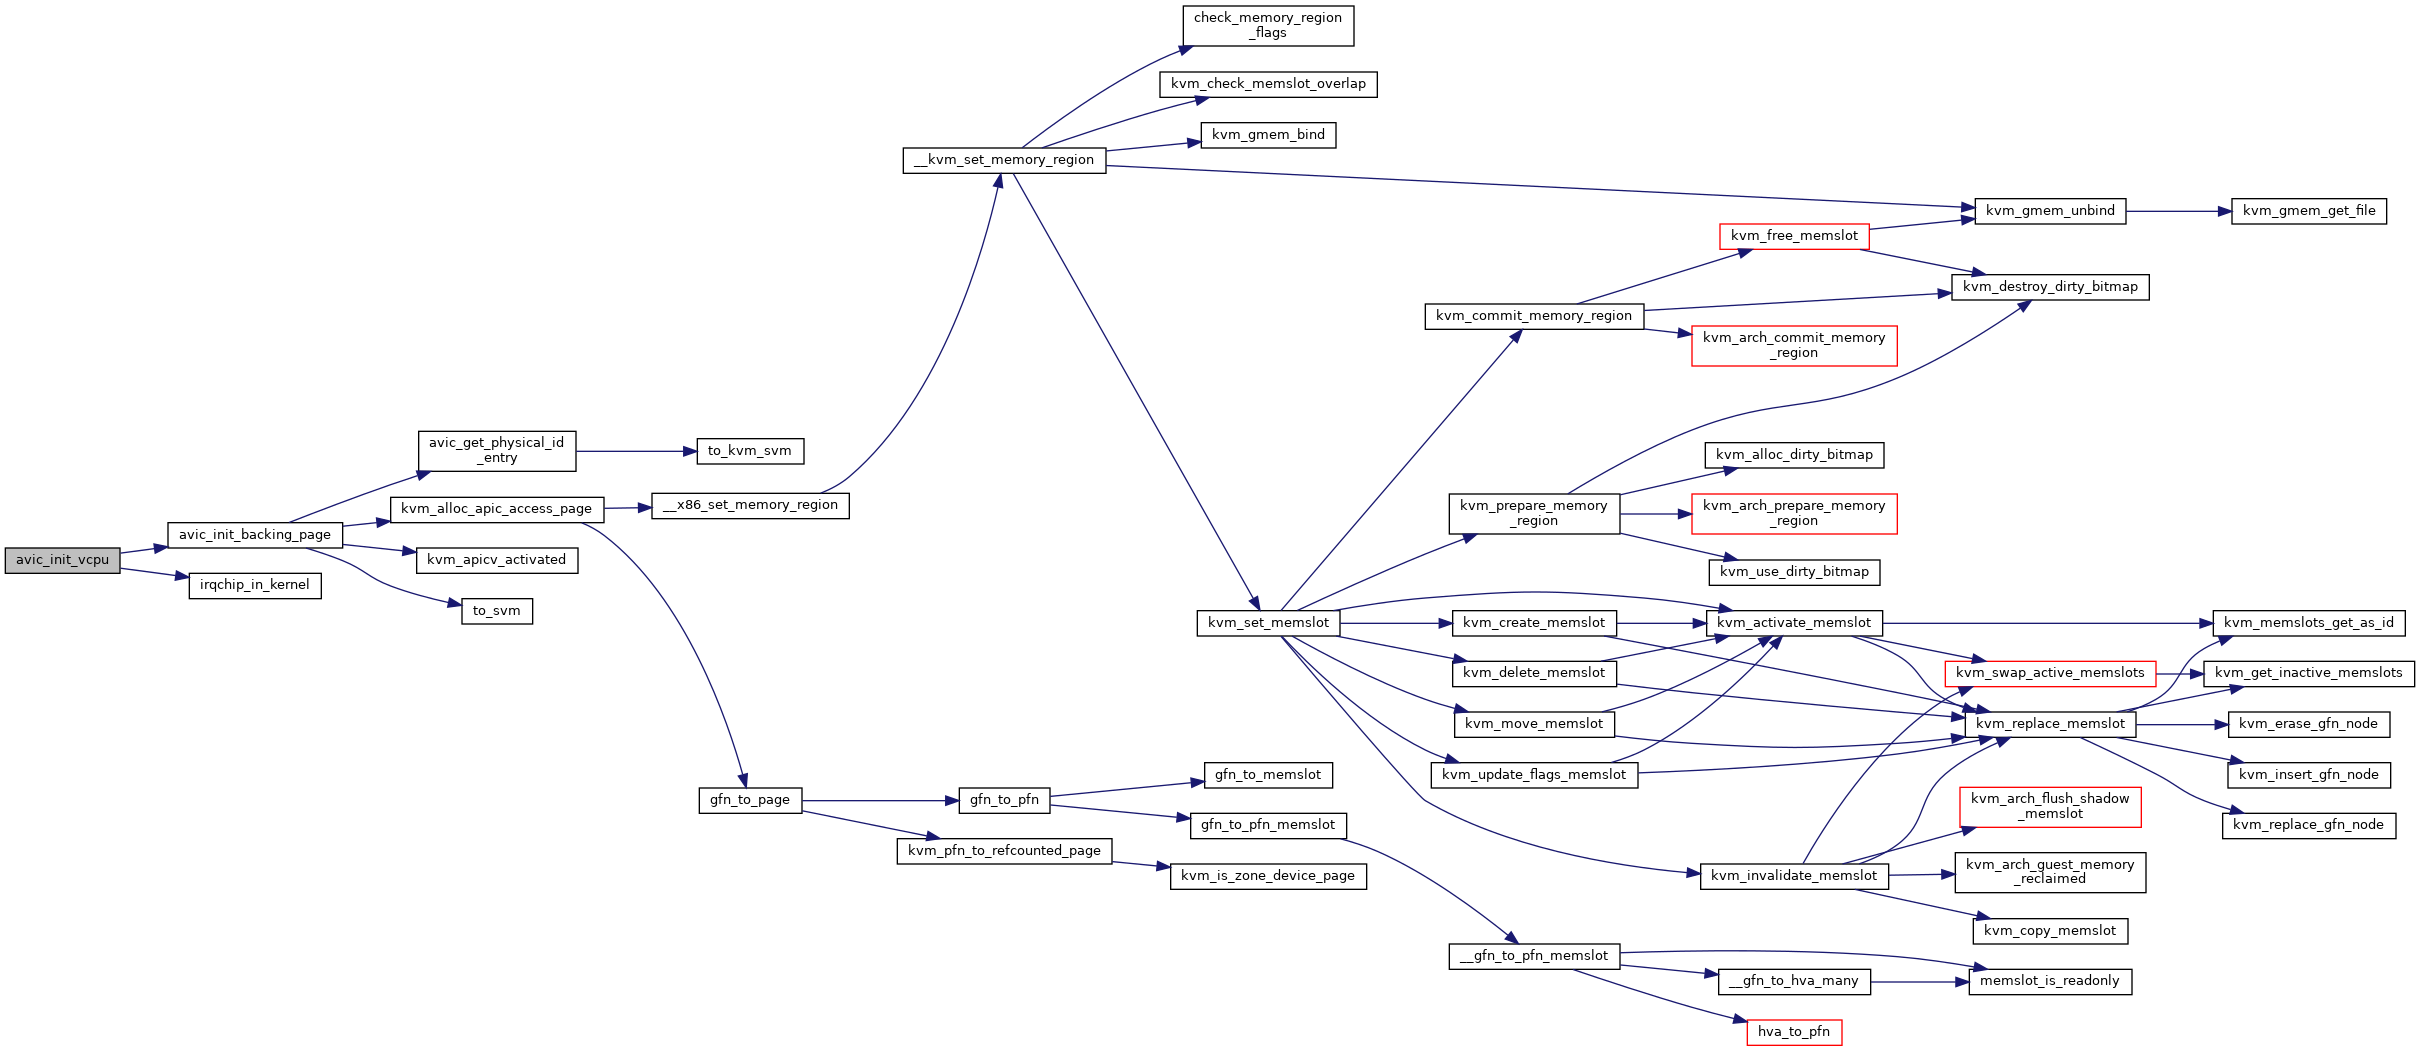 check_memory_region
_flags
kvm_check_memslot_overlap
kvm_gmem_bind
__kvm_set_memory_region
kvm_gmem_unbind
kvm_gmem_get_file
kvm_free_memslot
kvm_destroy_dirty_bitmap
kvm_commit_memory_region
kvm_arch_commit_memory
_region
avic_get_physical_id
_entry
to_kvm_svm
kvm_alloc_dirty_bitmap
kvm_alloc_apic_access_page
__x86_set_memory_region
kvm_prepare_memory
_region
kvm_arch_prepare_memory
_region
avic_init_backing_page
avic_init_vcpu
kvm_apicv_activated
kvm_use_dirty_bitmap
irqchip_in_kernel
to_svm
kvm_set_memslot
kvm_create_memslot
kvm_activate_memslot
kvm_memslots_get_as_id
kvm_delete_memslot
kvm_swap_active_memslots
kvm_get_inactive_memslots
kvm_move_memslot
kvm_replace_memslot
kvm_erase_gfn_node
gfn_to_memslot
kvm_update_flags_memslot
kvm_insert_gfn_node
gfn_to_page
gfn_to_pfn
kvm_arch_flush_shadow
_memslot
gfn_to_pfn_memslot
kvm_replace_gfn_node
kvm_pfn_to_refcounted_page
kvm_is_zone_device_page
kvm_invalidate_memslot
kvm_arch_guest_memory
_reclaimed
kvm_copy_memslot
__gfn_to_pfn_memslot
__gfn_to_hva_many
memslot_is_readonly
hva_to_pfn